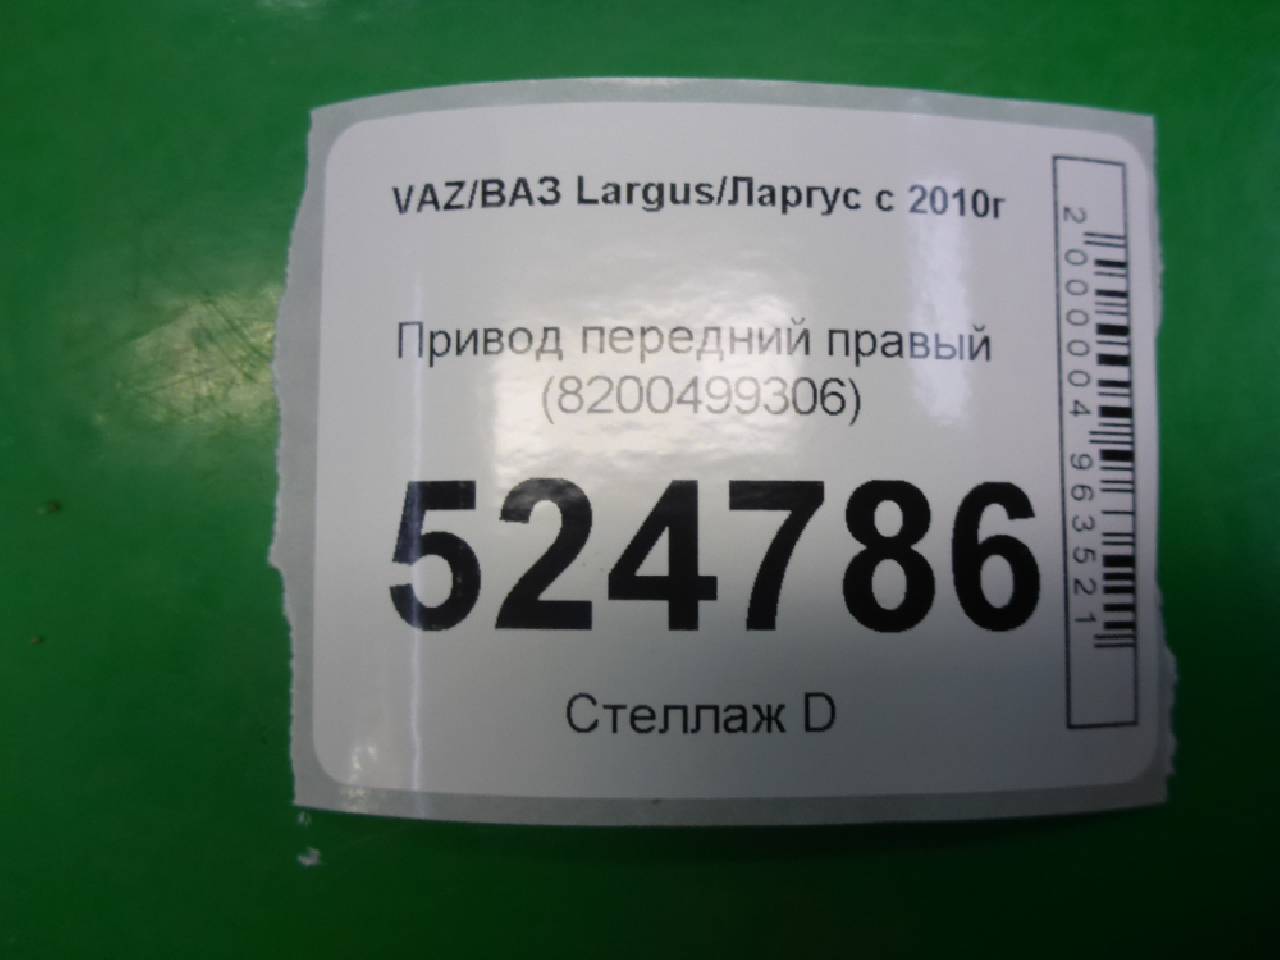 VAZ/ВАЗ Largus/Ларгус с 2010г
Привод передний правый
(8200499306)
524786
Стеллаж D
2000004963521